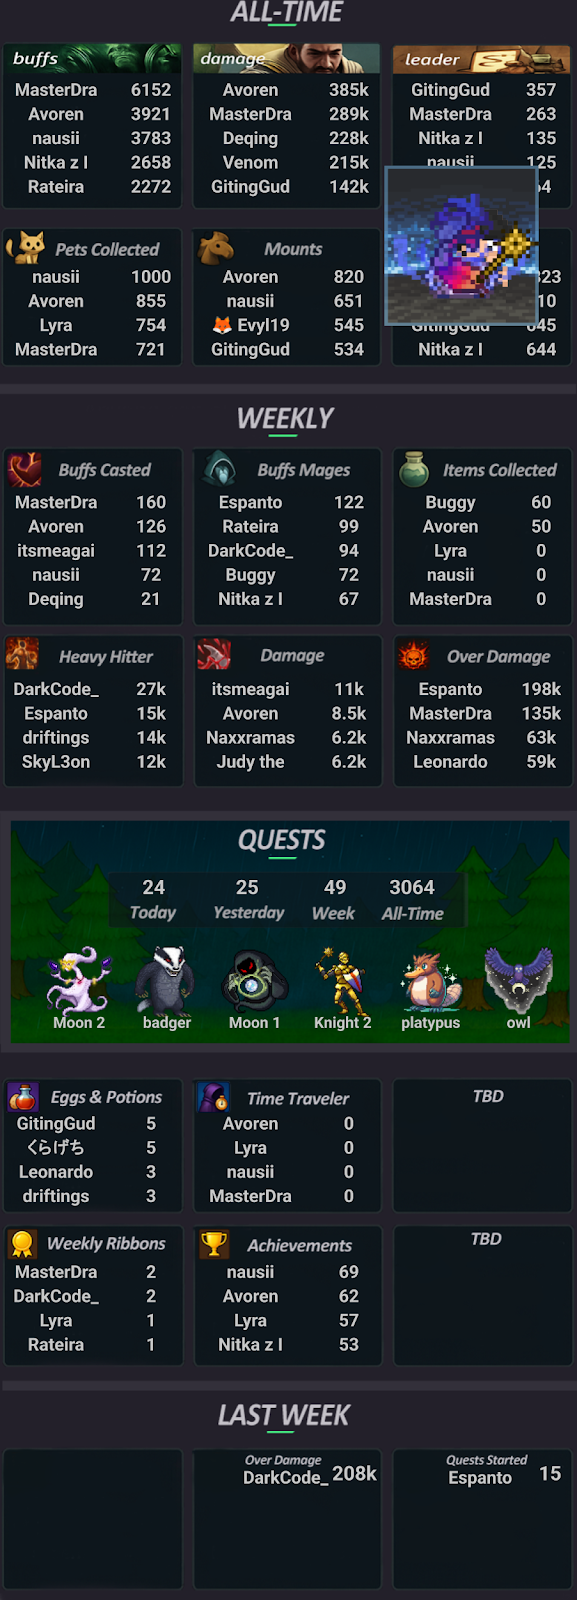 ALL-TIME
buffs
MasterDra 6152
Avoren 3921
nausii 3783
Nitka z I 2658
Rateira 2272
damage
Avoren 385k
MasterDra 289k
Deqing 228k
Venom 215k
GitingGud 142k
leader
GitingGud 357
MasterDra 263
Nitka z I 135
nausii 125
Pets Collected
nausii 1000
Avoren 855
Lyra 754
MasterDra 721
Mounts
Avoren 820
nausii 651
🦊 Evyl19 545
GitingGud 534
GitingGud 645
Nitka z I 644
WEEKLY
Buffs Casted
MasterDra 160
Avoren 126
itsmeagai 112
nausii 72
Deqing 21
Buffs Mages
Espanto 122
Rateira 99
DarkCode_ 94
Buggy 72
Nitka z I 67
Items Collected
Buggy 60
Avoren 50
Lyra 0
nausii 0
MasterDra 0
Heavy Hitter
DarkCode_ 27k
Espanto 15k
driftings 14k
SkyL3on 12k
Damage
itsmeagai 11k
Avoren 8.5k
Naxxramas 6.2k
Judy the 6.2k
Over Damage
Espanto 198k
MasterDra 135k
Naxxramas 63k
Leonardo 59k
QUESTS
24 25 49 3064
Today Yesterday Week All-Time
Moon 2 badger Moon 1 Knight 2 platypus owl
Eggs & Potions
GitingGud 5
くらげち 5
Leonardo 3
driftings 3
Time Traveler
Avoren 0
Lyra 0
nausii 0
MasterDra 0
TBD
Weekly Ribbons
MasterDra 2
DarkCode_ 2
Lyra 1
Rateira 1
Achievements
nausii 69
Avoren 62
Lyra 57
Nitka z I 53
TBD
LAST WEEK
Over Damage
DarkCode_ 208k
Quests Started
Espanto 15